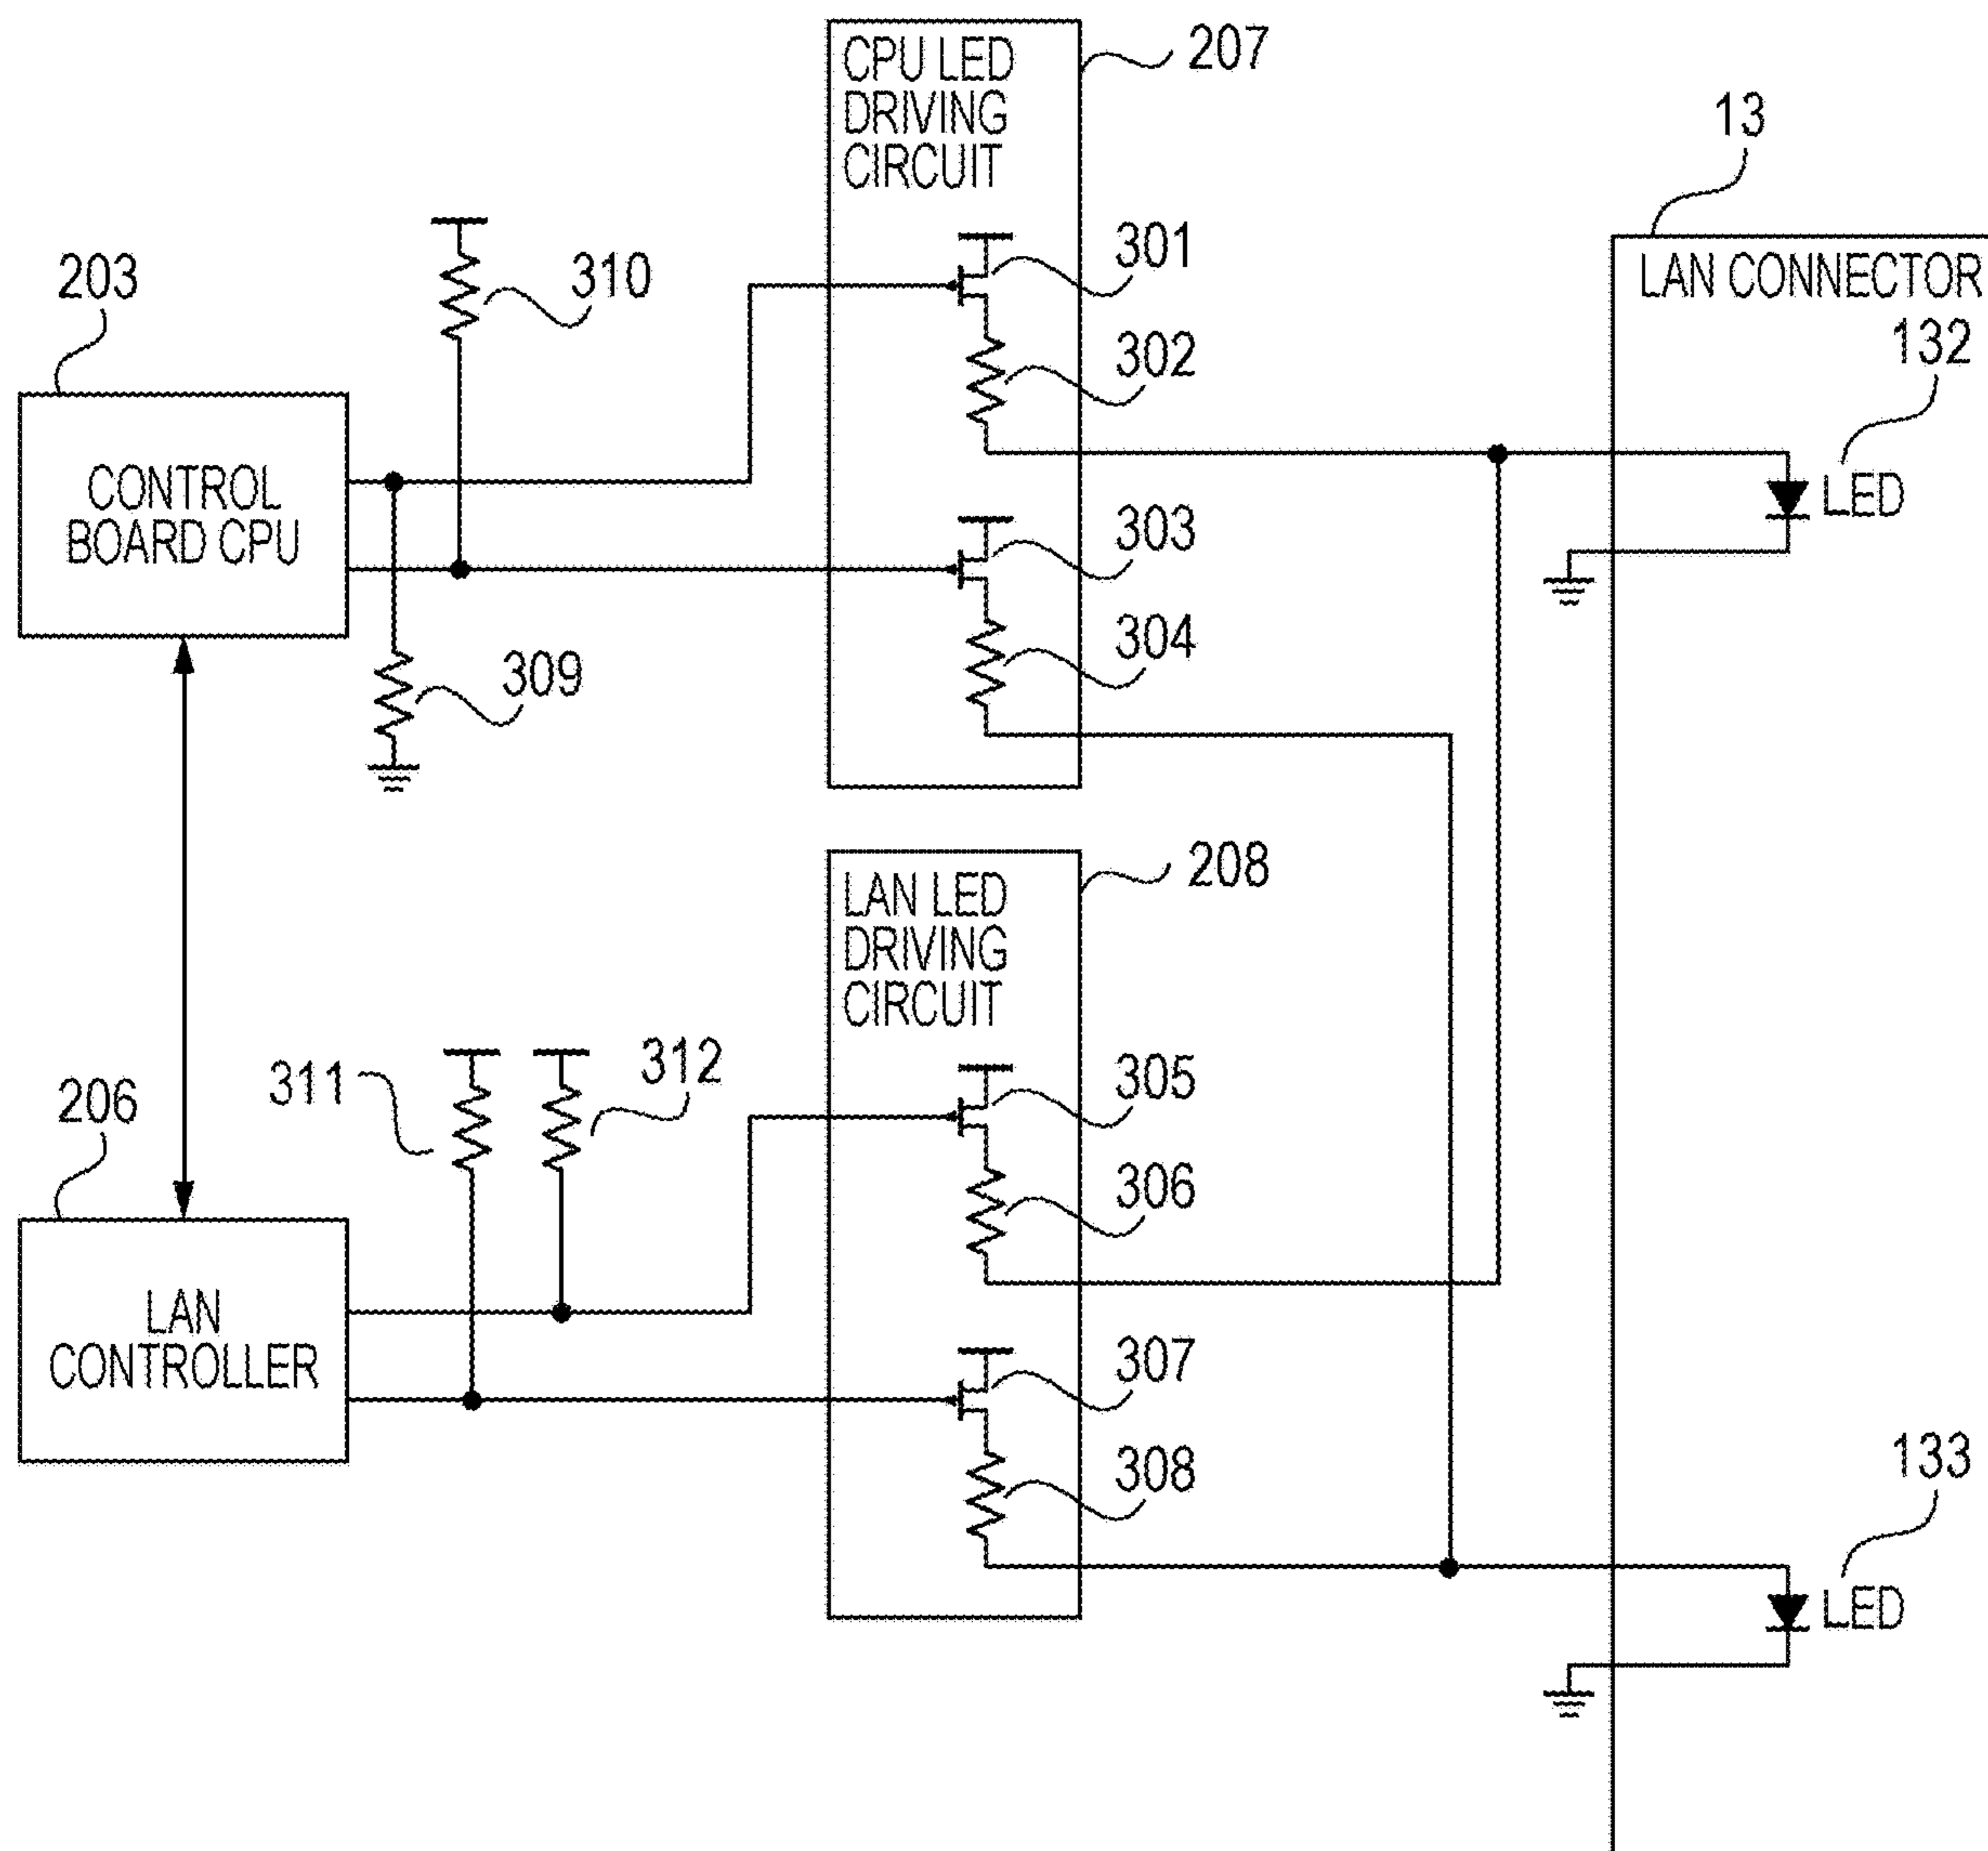 CPU LED
DRIVING
CIRCUIT
207
13
LAN CONNECTOR
203
310
301
132
302
CONTROL
BOARD CPU
LED
303
304
309
LAN LED
DRIVING
CIRCUIT
208
206
311
312
305
306
LAN
CONTROLLER
307
308
133
LED